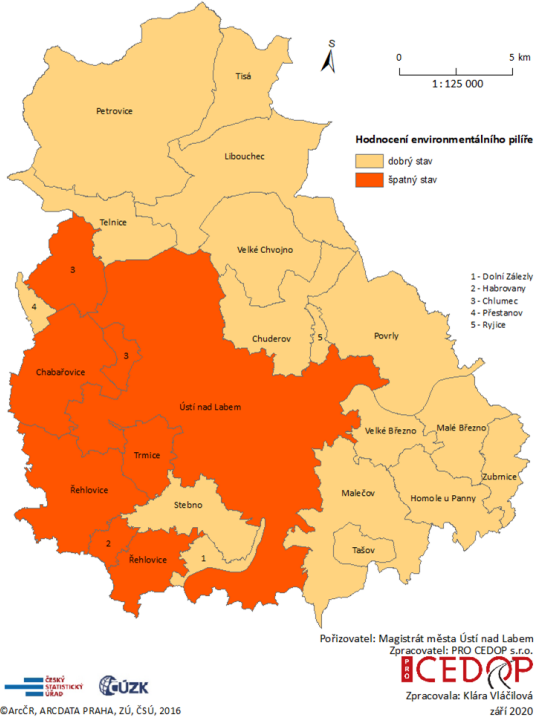 S
0 5 km
1:125 000
Hodnocení environmentálního pilíře
dobrý stav
špatný stav
Tisá
Petrovice
Libouchec
Telnice
Velké Chvojno
3
4
1 - Dolní Zálezly
2 - Habrovany
3 - Chlumec
4 - Přestanov
5 - Ryjice
Chuderov
5
Povrly
3
Chabařovice
Ústí nad Labem
Velké Březno
Malé Březno
Trmice
Zubrnice
Řehlovice
Malečov
Homole u Panny
Stebno
2
Řehlovice
1
Tašov
Pořizovatel: Magistrát města Ústí nad Labem
Zpracovatel: PRO CEDOP s.r.o.
PRO CEDOP
ČESKÝ
STATISTICKÝ
ÚŘAD
ČÚZK
Zpracovala: Klára Vláčilová
©ArcČR, ARCDATA PRAHA, ZÚ, ČSÚ, 2016
září 2020